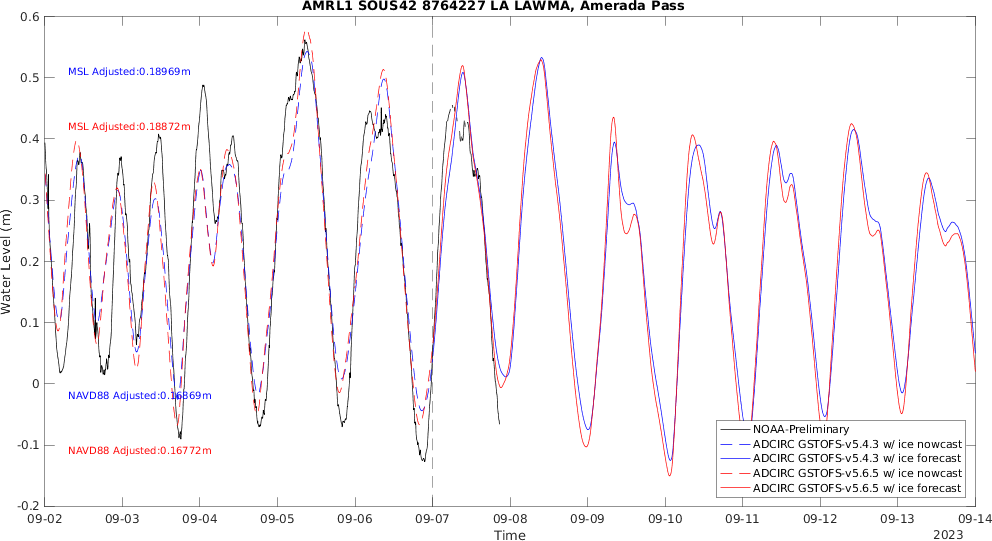 AMRL1 SOUS42 8764227 LA LAWMA, Amerada Pass
Water Level (m)
0.6
0.5
0.4
0.3
0.2
0.1
0
-0.1
-0.2
MSL Adjusted:0.18969m
MSL Adjusted:0.18872m
NAVD88 Adjusted:0.16869m
NAVD88 Adjusted:0.16772m
NOAA-Preliminary
ADCIRC GSTOFS-v5.4.3 w/ ice nowcast
ADCIRC GSTOFS-v5.4.3 w/ ice forecast
ADCIRC GSTOFS-v5.6.5 w/ ice nowcast
ADCIRC GSTOFS-v5.6.5 w/ ice forecast
09-02 09-03 09-04 09-05 09-06 09-07 09-08 09-09 09-10 09-11 09-12 09-13 09-14
Time
2023